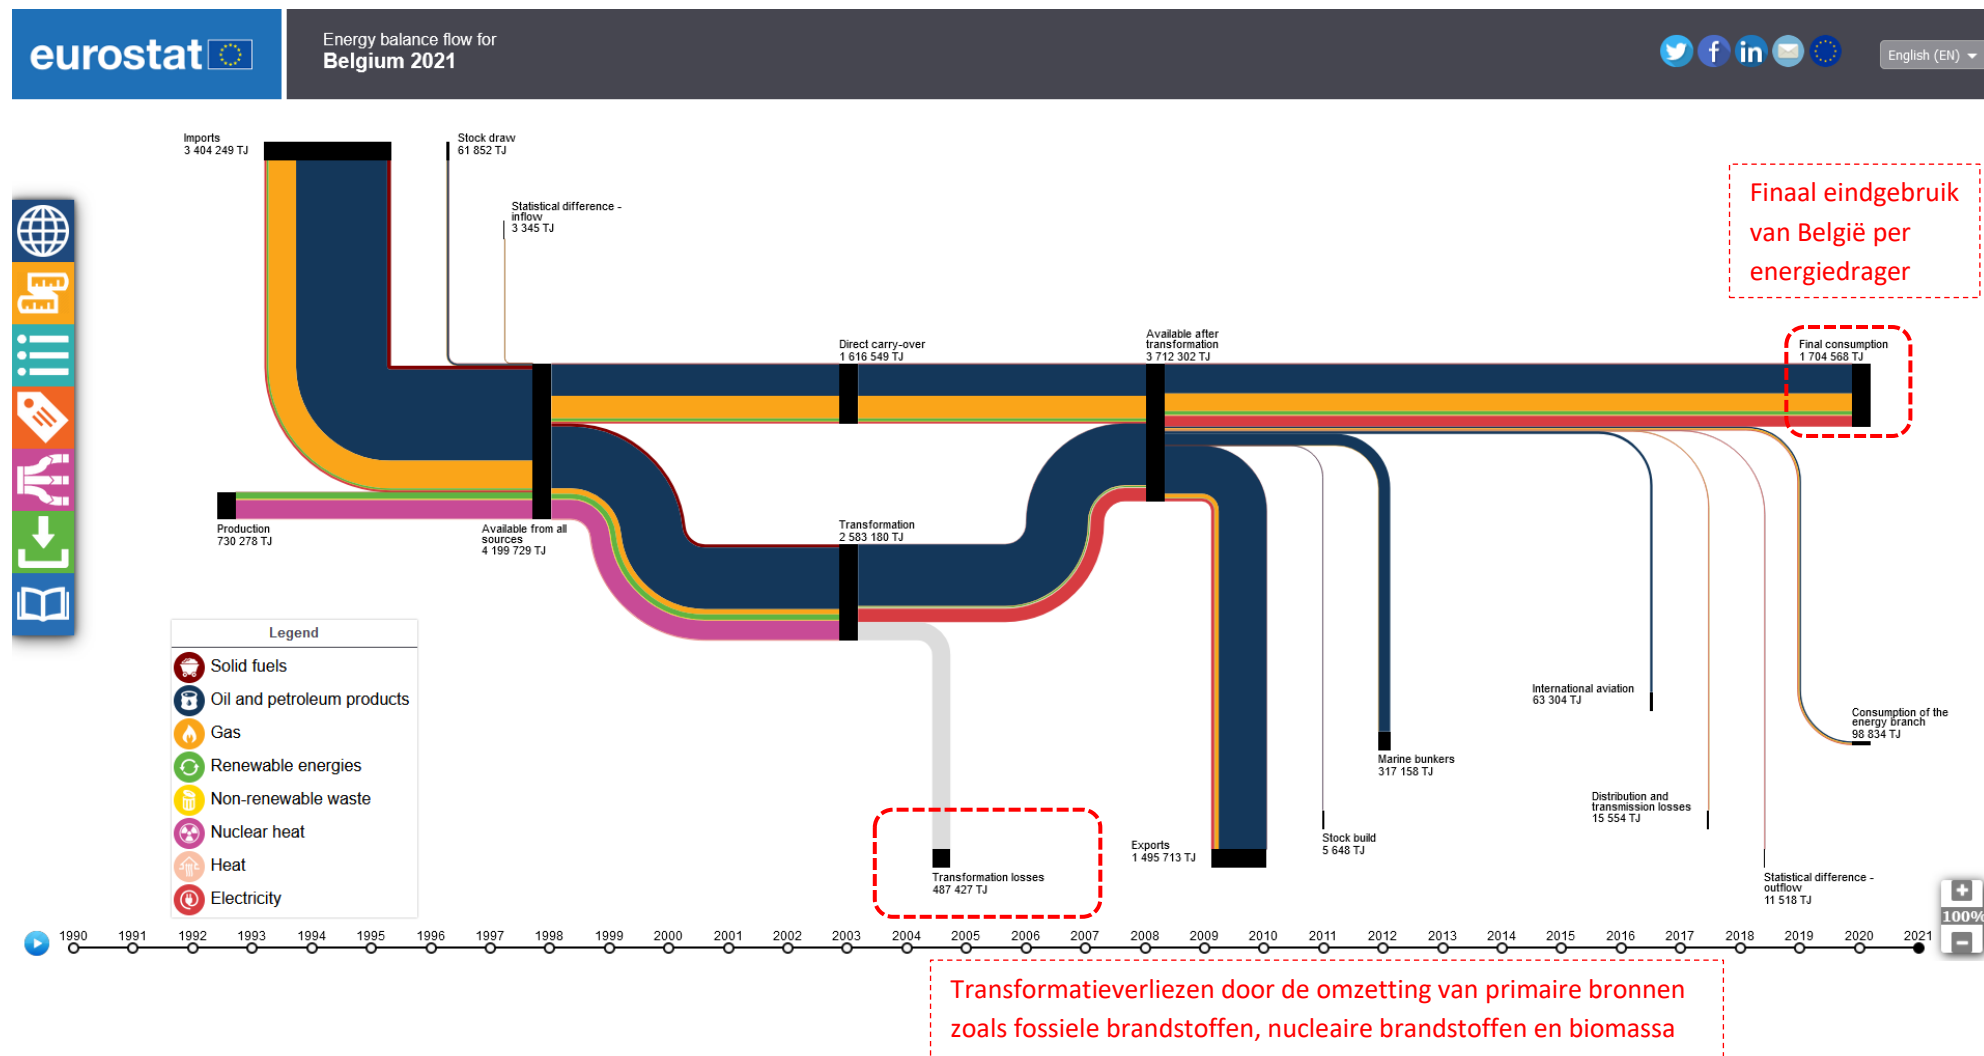 eurostat
Energy balance flow for
Belgium 2021
English (EN)
Imports
3 404 249 TJ
Stock draw
61 852 TJ
Statistical difference -
inflow
3 345 TJ
Finaal eindgebruik
van België per
energiedrager
Direct carry-over
1 616 549 TJ
Available after
transformation
3 712 302 TJ
Final consumption
1 704 568 TJ
Production
730 278 TJ
Available from all
sources
4 199 729 TJ
Transformation
2 583 180 TJ
Legend
Solid fuels
Oil and petroleum products
Gas
Renewable energies
Non-renewable waste
Nuclear heat
Heat
Electricity
International aviation
63 304 TJ
Consumption of the
energy branch
98 834 TJ
Marine bunkers
317 158 TJ
Distribution and
transmission losses
15 554 TJ
Stock build
5 648 TJ
Exports
1 495 713 TJ
Transformation losses
487 427 TJ
Statistical difference -
outflow
11 518 TJ
100%
1990 1991 1992 1993 1994 1995 1996 1997 1998 1999 2000 2001 2002 2003 2004 2005 2006 2007 2008 2009 2010 2011 2012 2013 2014 2015 2016 2017 2018 2019 2020 2021
Transformatieverliezen door de omzetting van primaire bronnen
zoals fossiele brandstoffen, nucleaire brandstoffen en biomassa